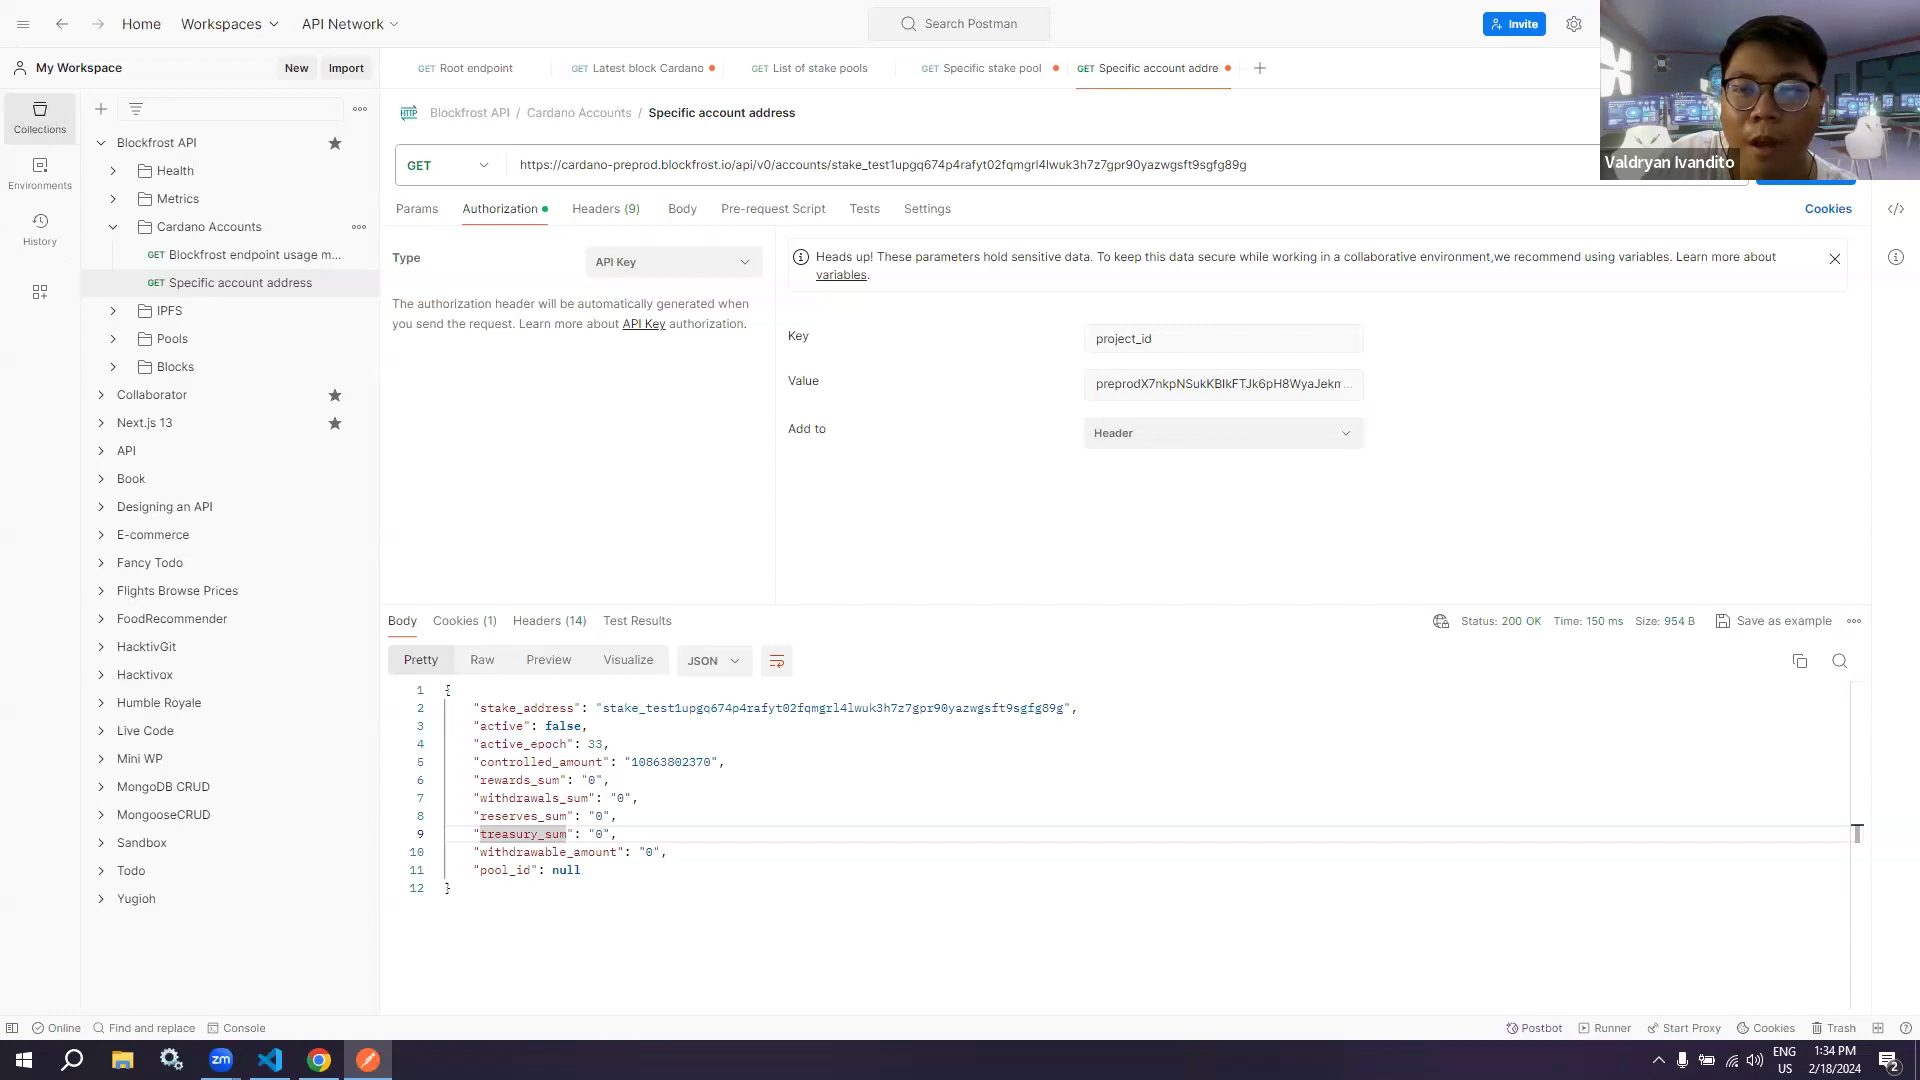 Home
Workspaces
API Network
Search Postman
Invite
My Workspace
New
Import
GET Root endpoint
GET Latest block Cardano
GET List of stake pools
GET Specific stake pool
GET Specific account addre
Collections
Environments
History
Blockfrost API
Health
Metrics
Cardano Accounts
GET Blockfrost endpoint usage m...
GET Specific account address
IPFS
Pools
Blocks
Collaborator
Next.js 13
API
Book
Designing an API
E-commerce
Fancy Todo
Flights Browse Prices
FoodRecommender
HacktivGit
Hacktivox
Humble Royale
Live Code
Mini WP
MongoDB CRUD
MongooseCRUD
Sandbox
Todo
Yugioh
HTTP
Blockfrost API / Cardano Accounts / Specific account address
GET
https://cardano-preprod.blockfrost.io/api/v0/accounts/stake_test1upgq674p4rafyt02fqmgrl4lwuk3h7z7gpr90yazwgsft9sgfg89g
Valdryan Ivandito
Params
Authorization
Headers (9)
Body
Pre-request Script
Tests
Settings
Cookies
Type
API Key
The authorization header will be automatically generated when
you send the request. Learn more about API Key authorization.
Heads up! These parameters hold sensitive data. To keep this data secure while working in a collaborative environment,we recommend using variables. Learn more about
variables.
Key
project_id
Value
preprodX7nkpNSukKBIkFTJk6pH8WyaJekm...
Add to
Header
Body
Cookies (1)
Headers (14)
Test Results
Status: 200 OK
Time: 150 ms
Size: 954 B
Save as example
Pretty
Raw
Preview
Visualize
JSON
1 {
2 "stake_address": "stake_test1upgq674p4rafyt02fqmgrl4lwuk3h7z7gpr90yazwgsft9sgfg89g",
3 "active": false,
4 "active_epoch": 33,
5 "controlled_amount": "10863802370",
6 "rewards_sum": "0",
7 "withdrawals_sum": "0",
8 "reserves_sum": "0",
9 "treasury_sum": "0",
10 "withdrawable_amount": "0",
11 "pool_id": null
12 }
Online
Find and replace
Console
Postbot
Runner
Start Proxy
Cookies
Trash
zm
ENG
US
1:34 PM
2/18/2024
2